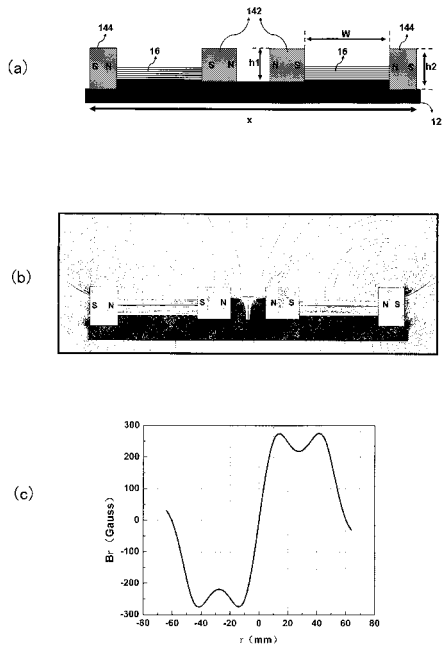 144
142
W
144
(a)
16
h1
16
h2
S N
S N
N S
N S
12
x
(b)
S N
S N
N S
N S
(c)
300
200
100
0
-100
-200
-300
Br (Gauss)
-80 -60 -40 -20 0 20 40 60 80
r (mm)